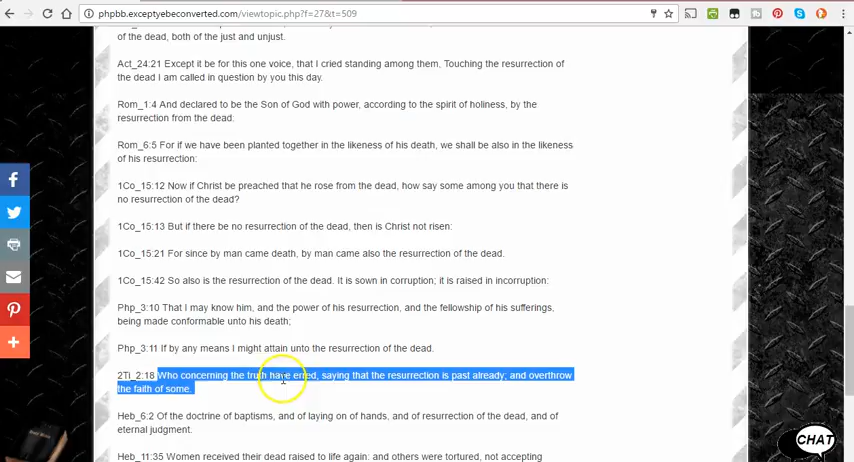 phpbb.exceptyebeconverted.com/viewtopic.php?f=27&t=509
of the dead, both of the just and unjust.
Act_24:21 Except it be for this one voice, that I cried standing among them, Touching the resurrection of
the dead I am called in question by you this day.
Rom_1:4 And declared to be the Son of God with power, according to the spirit of holiness, by the
resurrection from the dead:
Rom_6:5 For if we have been planted together in the likeness of his death, we shall be also in the likeness
of his resurrection:
1Co_15:12 Now if Christ be preached that he rose from the dead, how say some among you that there is
no resurrection of the dead?
1Co_15:13 But if there be no resurrection of the dead, then is Christ not risen:
1Co_15:21 For since by man came death, by man came also the resurrection of the dead.
1Co_15:42 So also is the resurrection of the dead. It is sown in corruption; it is raised in incorruption:
Php_3:10 That I may know him, and the power of his resurrection, and the fellowship of his sufferings,
being made conformable unto his death;
Php_3:11 If by any means I might attain unto the resurrection of the dead.
2Ti_2:18 Who concerning the truth have erred, saying that the resurrection is past already; and overthrow
the faith of some.
Heb_6:2 Of the doctrine of baptisms, and of laying on of hands, and of resurrection of the dead, and of
eternal judgment.
Heb_11:35 Women received their dead raised to life again: and others were tortured, not accepting
CHAT